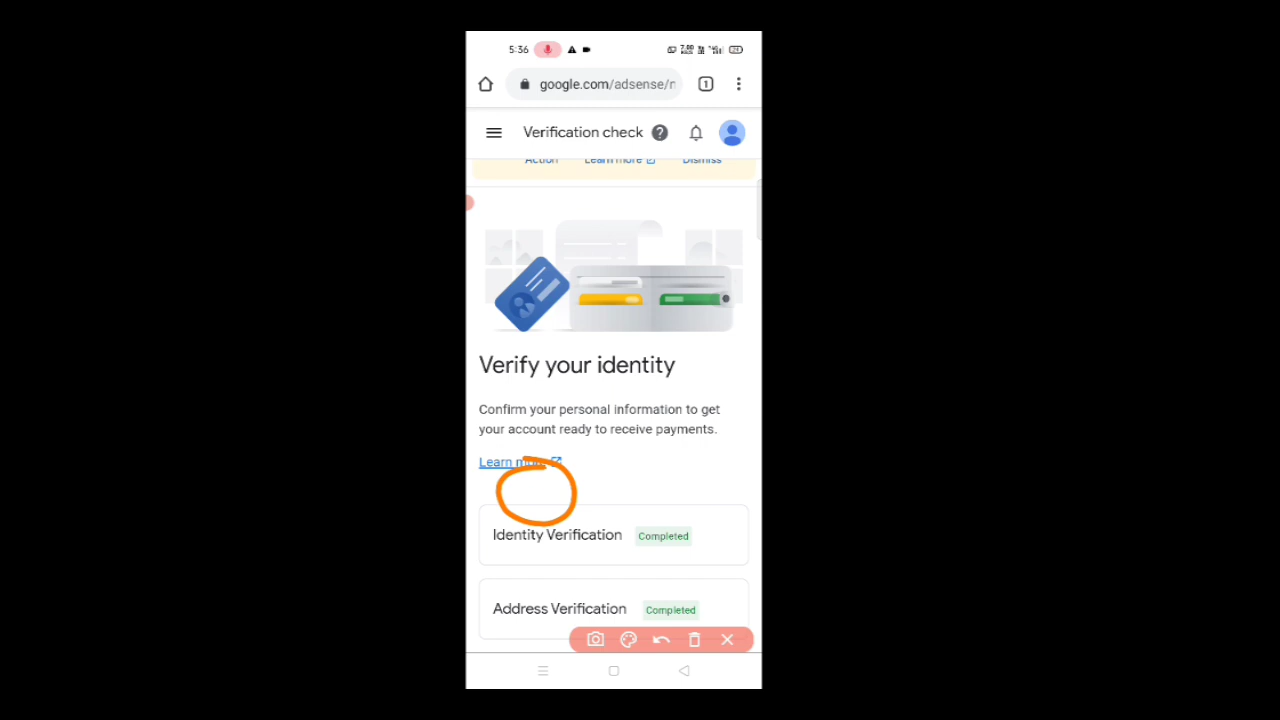 5:36
google.com/adsense/n
1
Verification check
Action Learn more Dismiss
Verify your identity
Confirm your personal information to get
your account ready to receive payments.
Learn more
Identity Verification Completed
Address Verification Completed